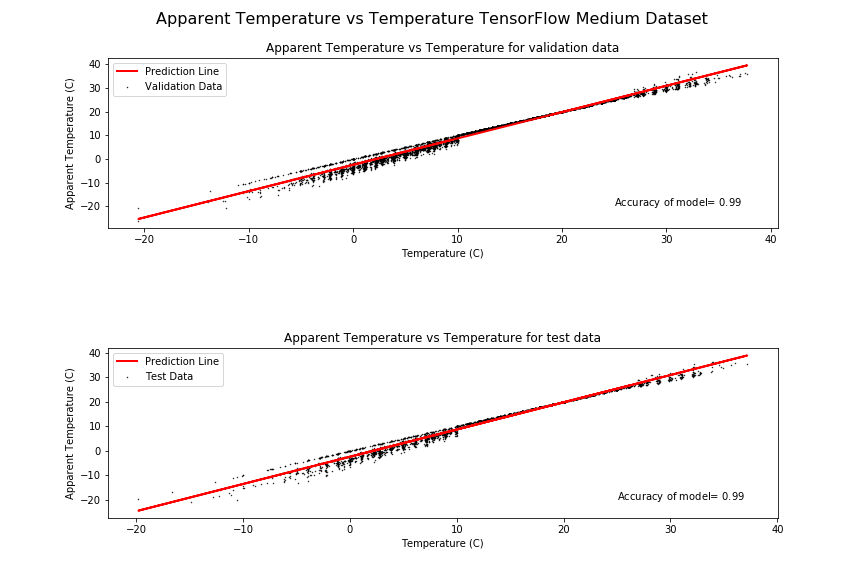 Apparent Temperature vs Temperature TensorFlow Medium Dataset
Apparent Temperature vs Temperature for validation data
Apparent Temperature (C)
40
30
20
10
0
−10
−20
Prediction Line
Validation Data
Accuracy of model= 0.99
−20 −10 0 10 20 30 40
Temperature (C)
Apparent Temperature vs Temperature for test data
Apparent Temperature (C)
40
30
20
10
0
−10
−20
Prediction Line
Test Data
Accuracy of model= 0.99
−20 −10 0 10 20 30 40
Temperature (C)